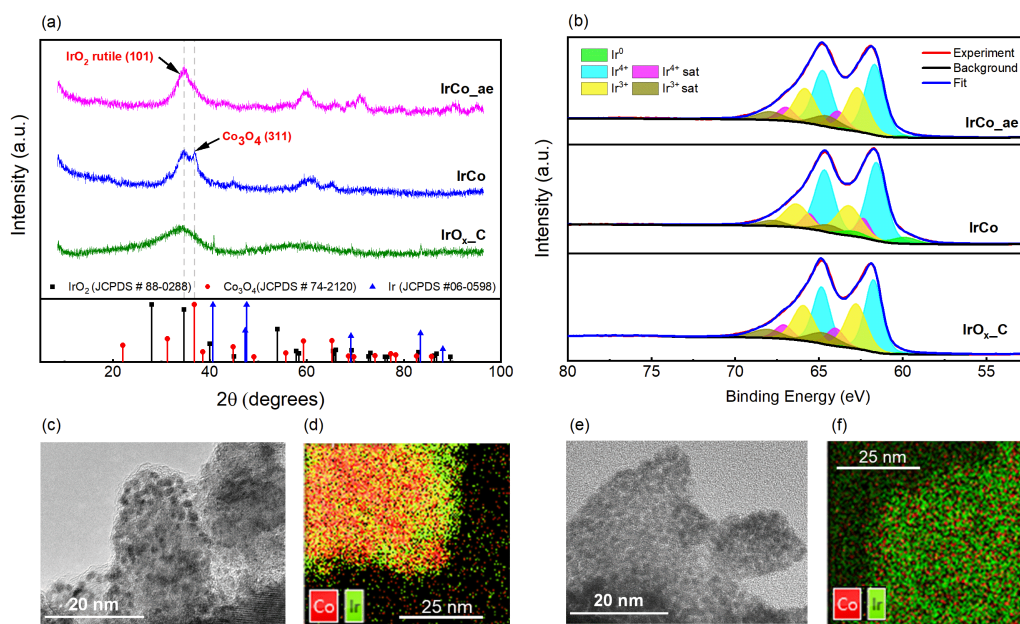 (a)
IrO₂ rutile (101)
IrCo_ae
Co₃O₄ (311)
IrCo
IrOₓ_C
Intensity (a.u.)
IrO₂ (JCPDS # 88-0288)
Co₃O₄(JCPDS # 74-2120)
Ir (JCPDS #06-0598)
20 40 60 80 100
2θ (degrees)
(b)
Ir⁰
Ir⁴⁺ Ir⁴⁺ sat
Ir³⁺ Ir³⁺ sat
Experiment
Background
Fit
IrCo_ae
IrCo
IrOₓ_C
Intensity (a.u.)
80 75 70 65 60 55
Binding Energy (eV)
(c)
20 nm
(d)
Co Ir
25 nm
(e)
20 nm
(f)
25 nm
Co Ir